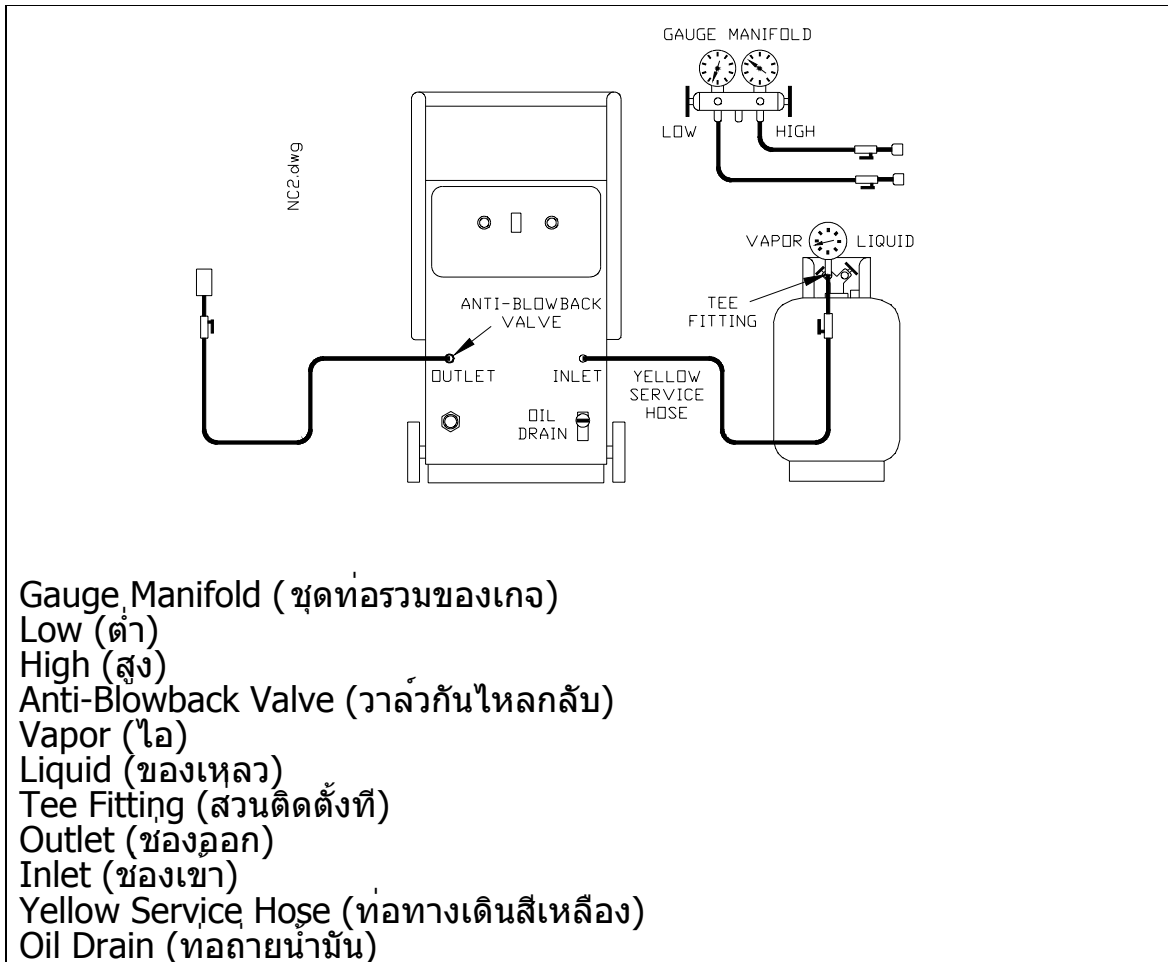 GAUGE MANIFOLD
LOW
HIGH
NC2.dwg
VAPOR
LIQUID
ANTI-BLOWBACK
VALVE
TEE
FITTING
OUTLET
INLET
YELLOW
SERVICE
HOSE
OIL
DRAIN
Gauge Manifold (ชุดท่อรวมของเกจ)
Low (ต่ำ)
High (สูง)
Anti-Blowback Valve (วาล์วกันไหลกลับ)
Vapor (ไอ)
Liquid (ของเหลว)
Tee Fitting (ส่วนติดตั้งที)
Outlet (ช่องออก)
Inlet (ช่องเข้า)
Yellow Service Hose (ท่อทางเดินสีเหลือง)
Oil Drain (ท่อถ่ายน้ำมัน)